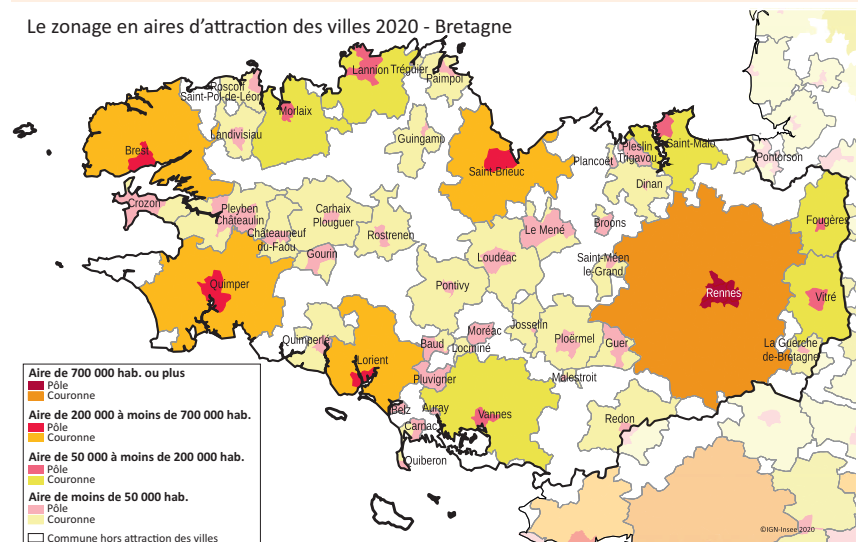 Le zonage en aires d'attraction des villes 2020 - Bretagne
Roscoff
Saint-Pol-de-Léon
Lannion
Tréguier
Paimpol
Morlaix
Landivisiau
Guingamp
Brest
Saint-Brieuc
Plancoët
Pleslin
Trigavou
Saint-Malo
Pontorson
Dinan
Crozon
Pleyben
Châteaulin
Carhaix
Plouguer
Châteauneuf
du-Faou
Rostrenen
Le Mené
Broons
Fougères
Gourin
Loudéac
Saint-Méen
le-Grand
Quimper
Pontivy
Rennes
Vitré
Quimperlé
Lorient
Baud
Moréac
Locminé
Josselin
Ploërmel
Guer
La Guerche
de-Bretagne
Pluvigner
Malestroit
Belz
Auray
Vannes
Carnac
Redon
Quiberon
Aire de 700 000 hab. ou plus
Pôle
Couronne
Aire de 200 000 à moins de 700 000 hab.
Pôle
Couronne
Aire de 50 000 à moins de 200 000 hab.
Pôle
Couronne
Aire de moins de 50 000 hab.
Pôle
Couronne
Commune hors attraction des villes
©IGN-Insee 2020